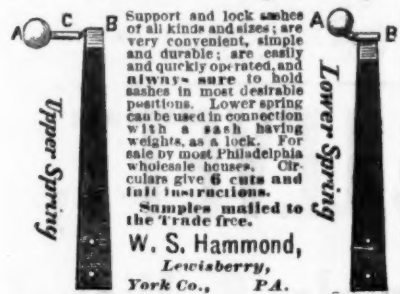 A C B
Upper Spring
Support and lock sashes
of all kinds and sizes; are
very convenient, simple
and durable; are easily
and quickly operated, and
always sure to hold
sashes in most desirable
positions. Lower spring
can be used in connection
with a sash having
weights, as a lock. For
sale by most Philadelphia
wholesale houses. Cir-
culars give 6 cuts and
full instructions.
Samples mailed to
the Trade free.
W. S. Hammond,
Lewisberry,
York Co., PA.
A B
Lower Spring